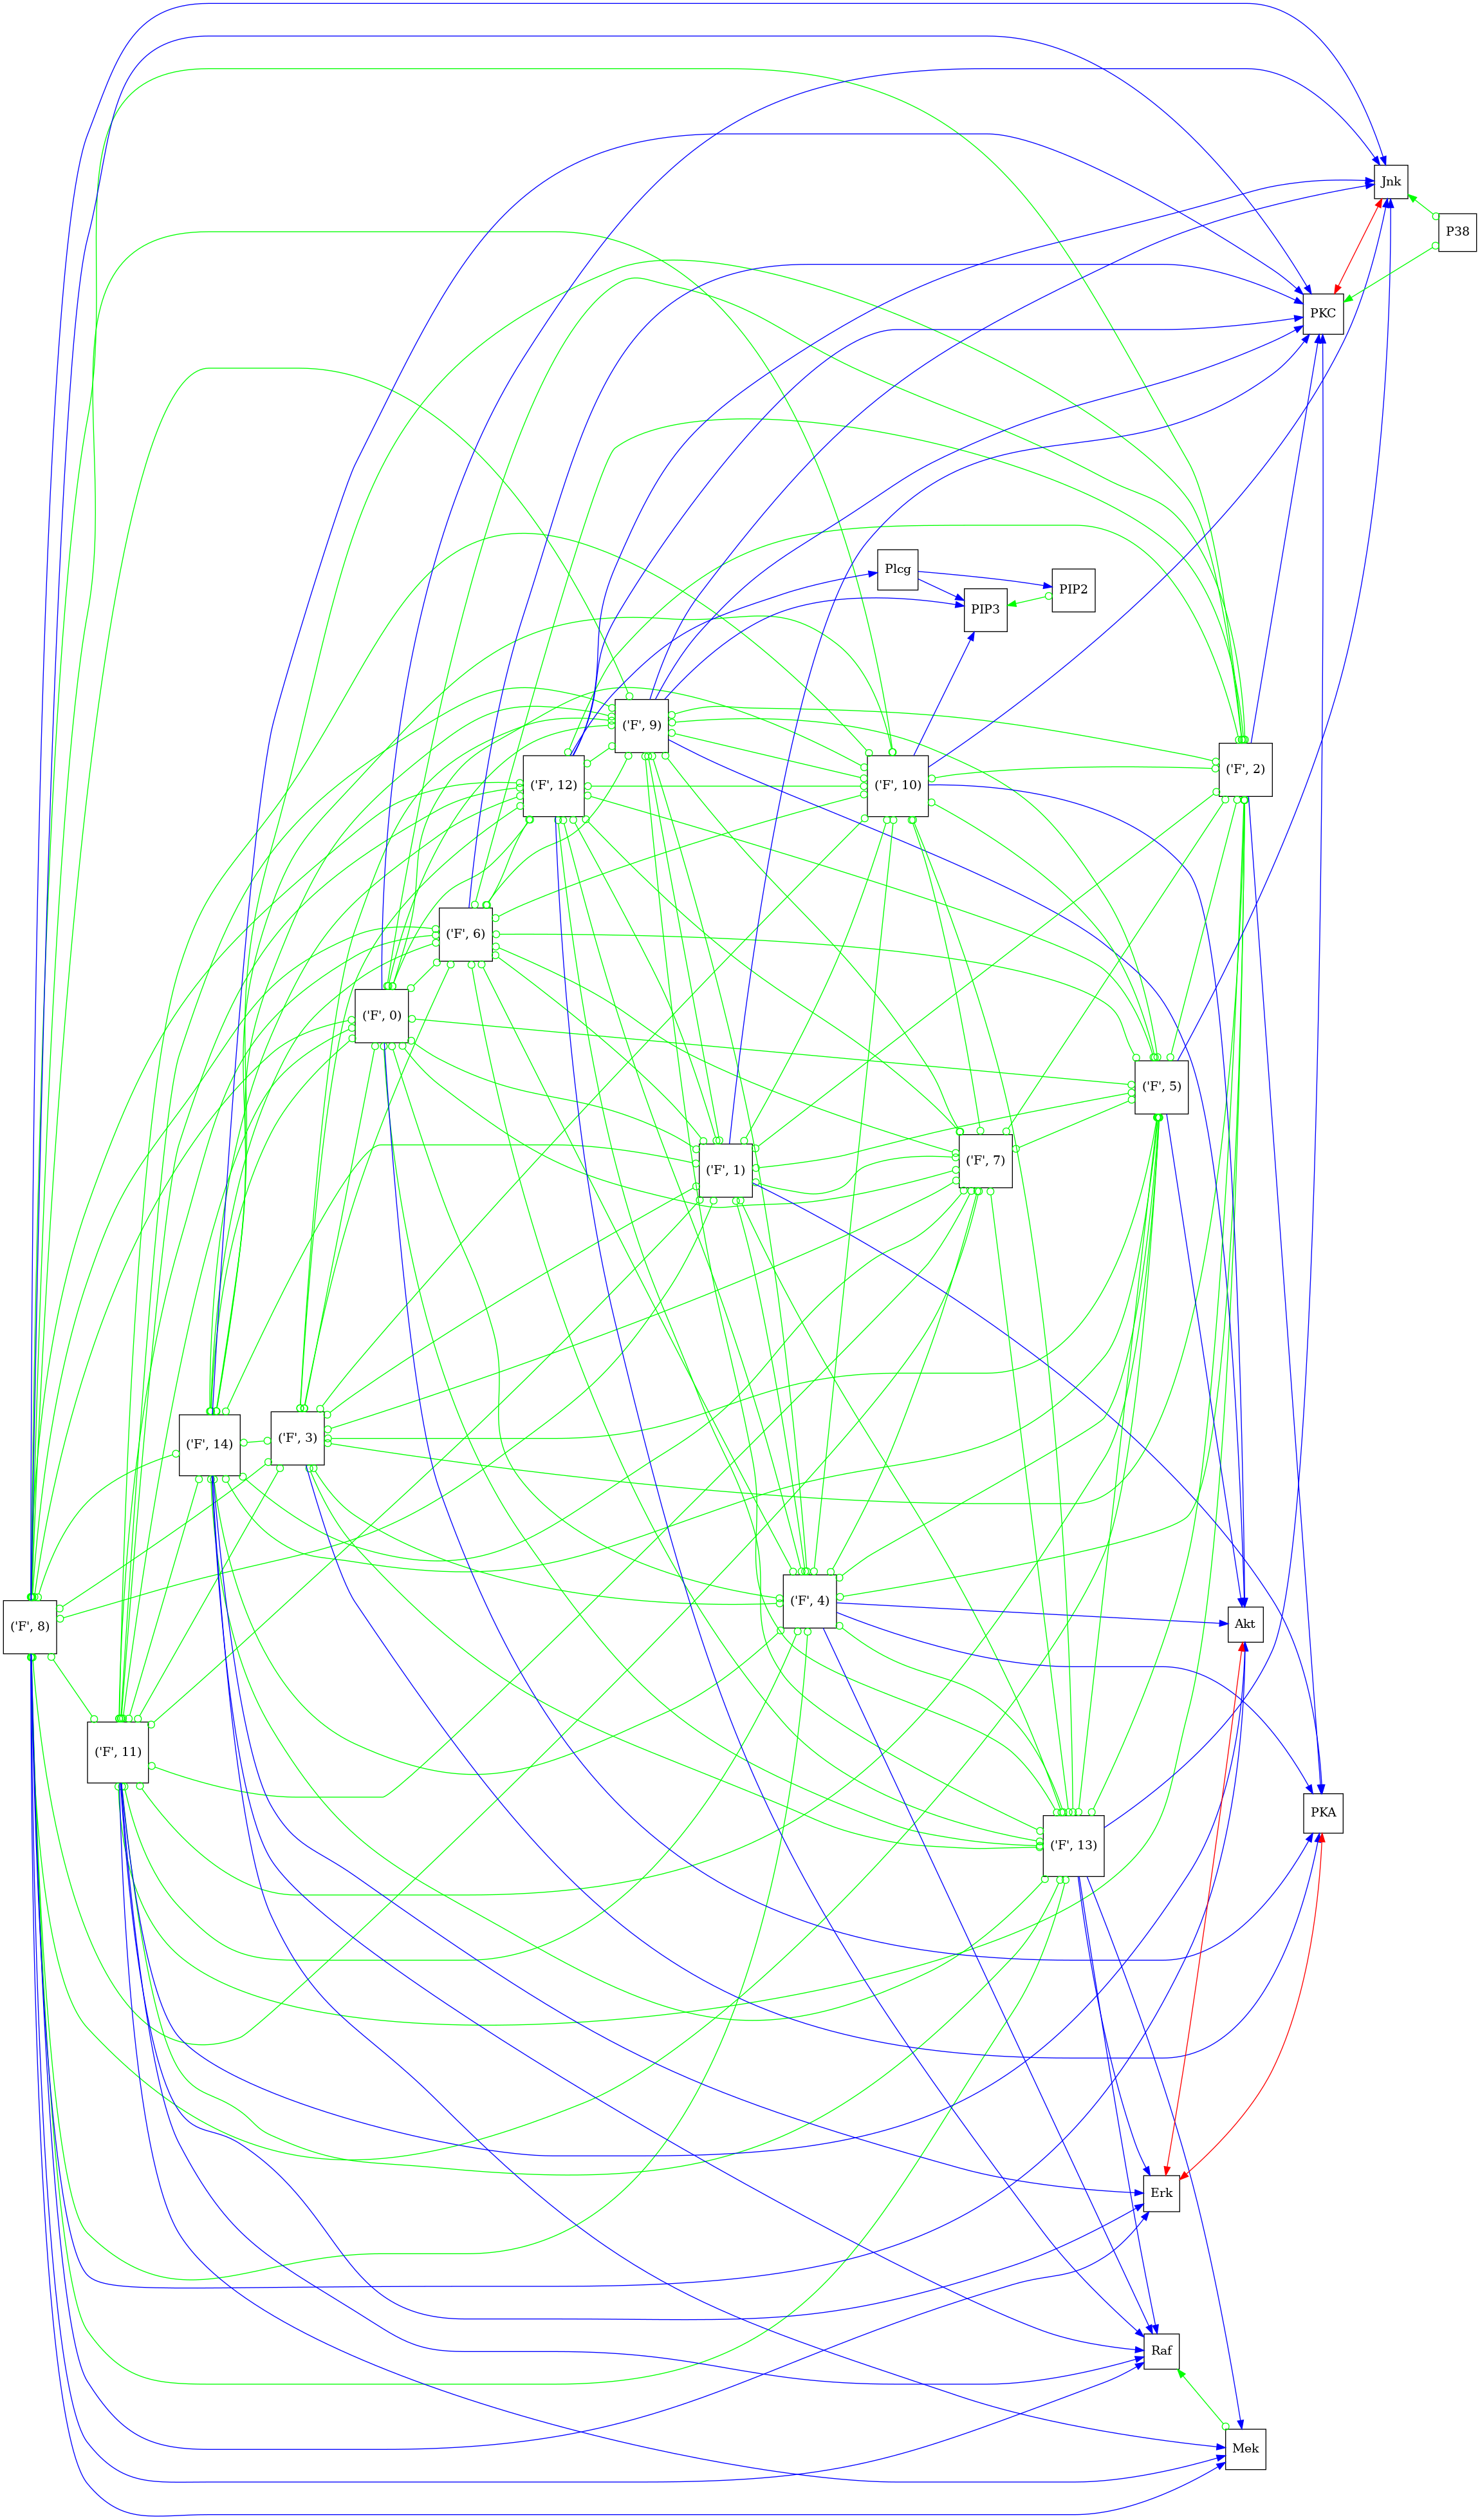 Jnk
P38
PKC
Plcg
PIP2
PIP3
('F', 9)
('F', 2)
('F', 12)
('F', 10)
('F', 6)
('F', 0)
('F', 5)
('F', 7)
('F', 1)
('F', 3)
('F', 14)
('F', 4)
Akt
('F', 8)
('F', 11)
PKA
('F', 13)
Erk
Raf
Mek